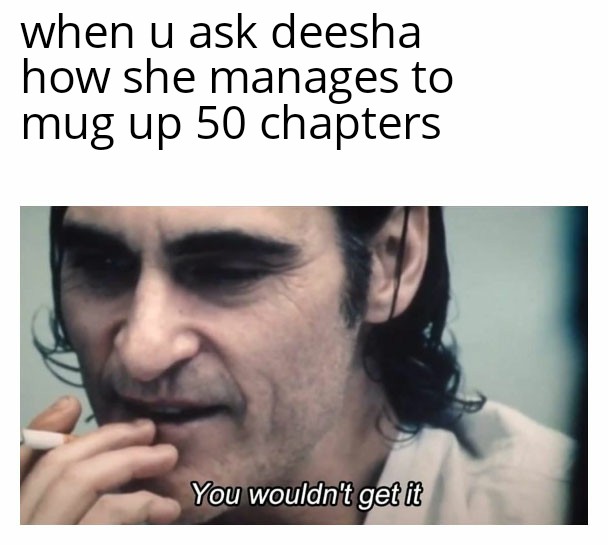 when u ask deesha
how she manages to
mug up 50 chapters
You wouldn't get it